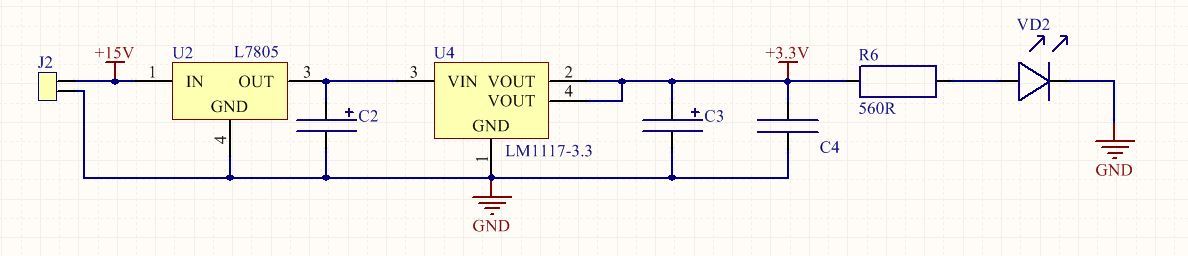 VD2
J2
+15V
U2
L7805
U4
+3.3V
R6
1
IN
OUT
3
3
VIN
VOUT
2
VOUT
4
GND
560R
+
C2
+
C3
GND
4
1
LM1117-3.3
C4
GND
GND